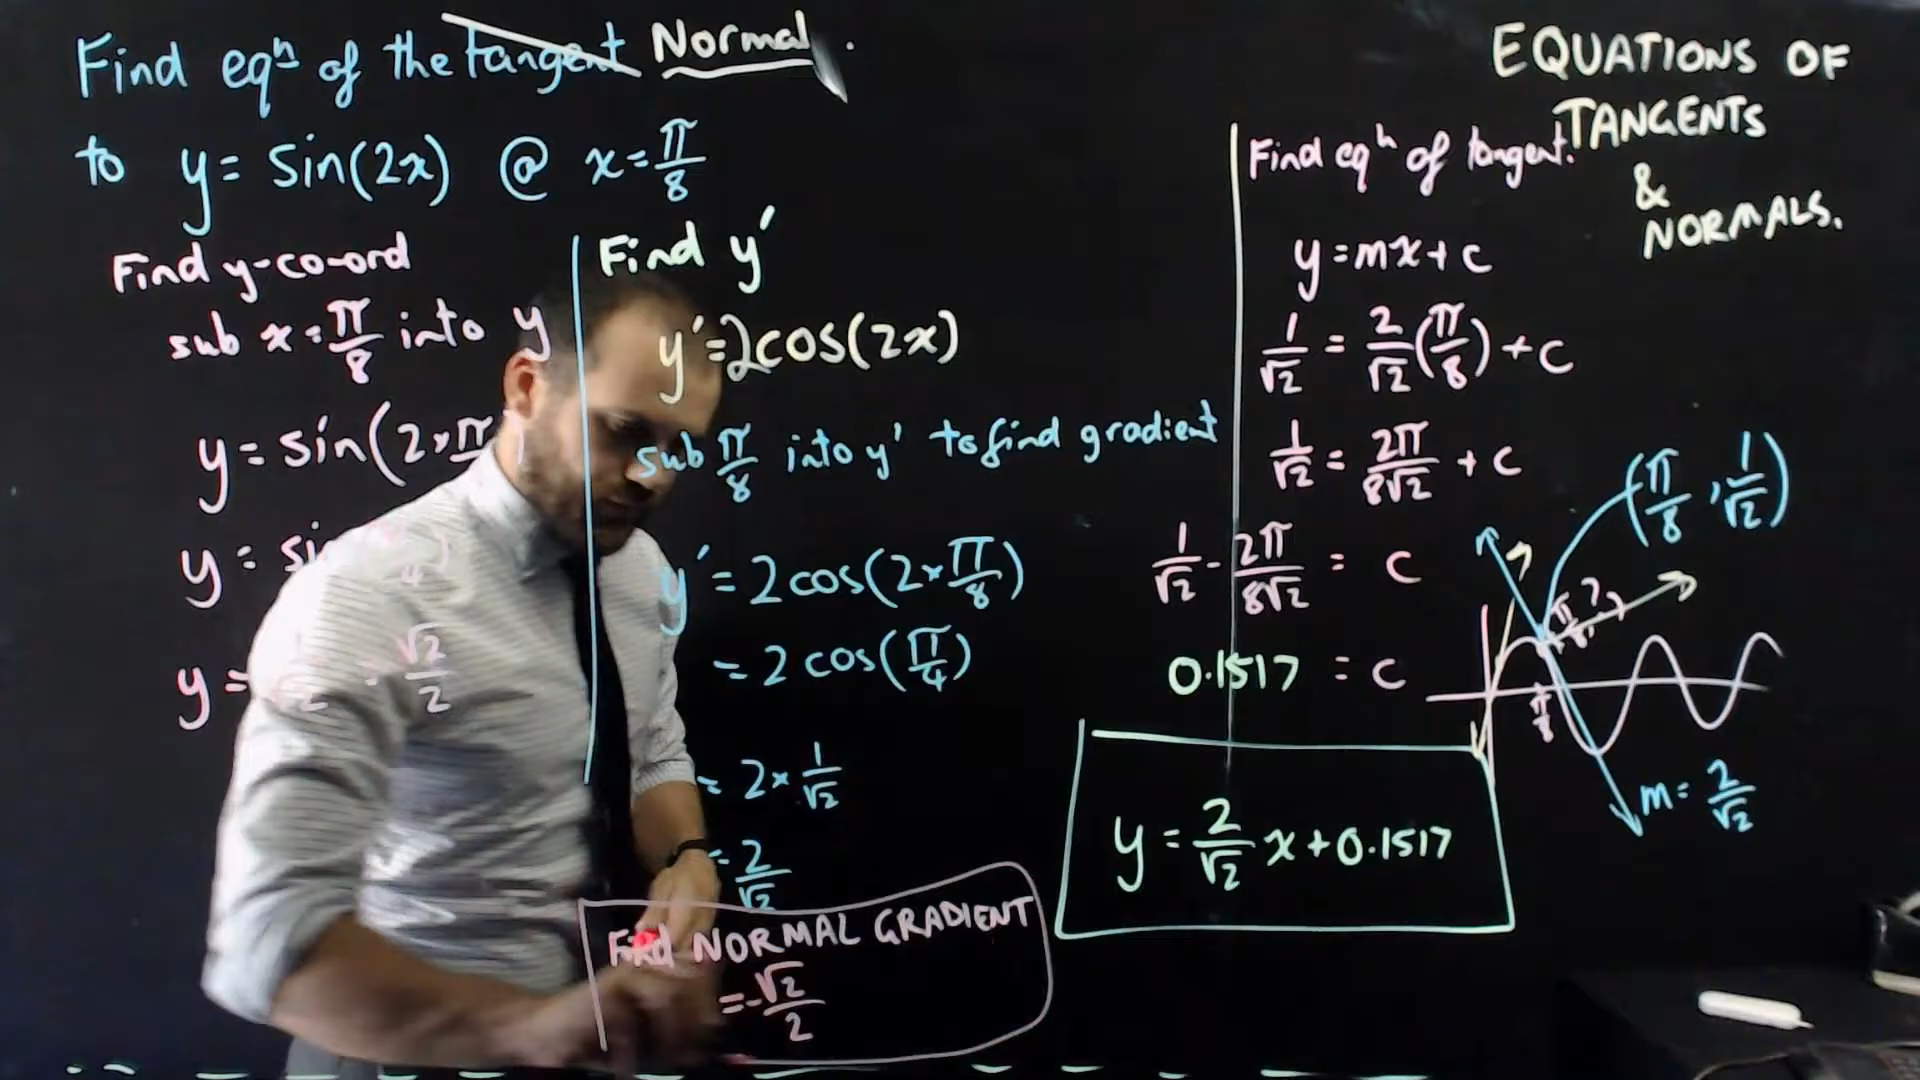 Find eqⁿ of the tangent Normal.
to y = sin(2x) @ x = π/8
Find y-co-ord
sub x = π/8 into y
y = sin(2×π
y = si π/4)
y = 1/√2 = √2/2
Find y'
y' = 2cos(2x)
sub π/8 into y' to find gradient
y' = 2cos(2×π/8)
= 2cos(π/4)
= 2×1/√2
= 2/√2
Find NORMAL GRADIENT
= -√2/2
EQUATIONS OF
TANGENTS
&
NORMALS.
Find eqⁿ of tangent.
y = mx + c
1/√2 = 2/√2(π/8) + c
1/√2 = 2π/8√2 + c
1/√2 - 2π/8√2 = c
0.1517 = c
y = 2/√2 x + 0.1517
(π/8, 1/√2)
(π/8, ?)
π/8
m = 2/√2